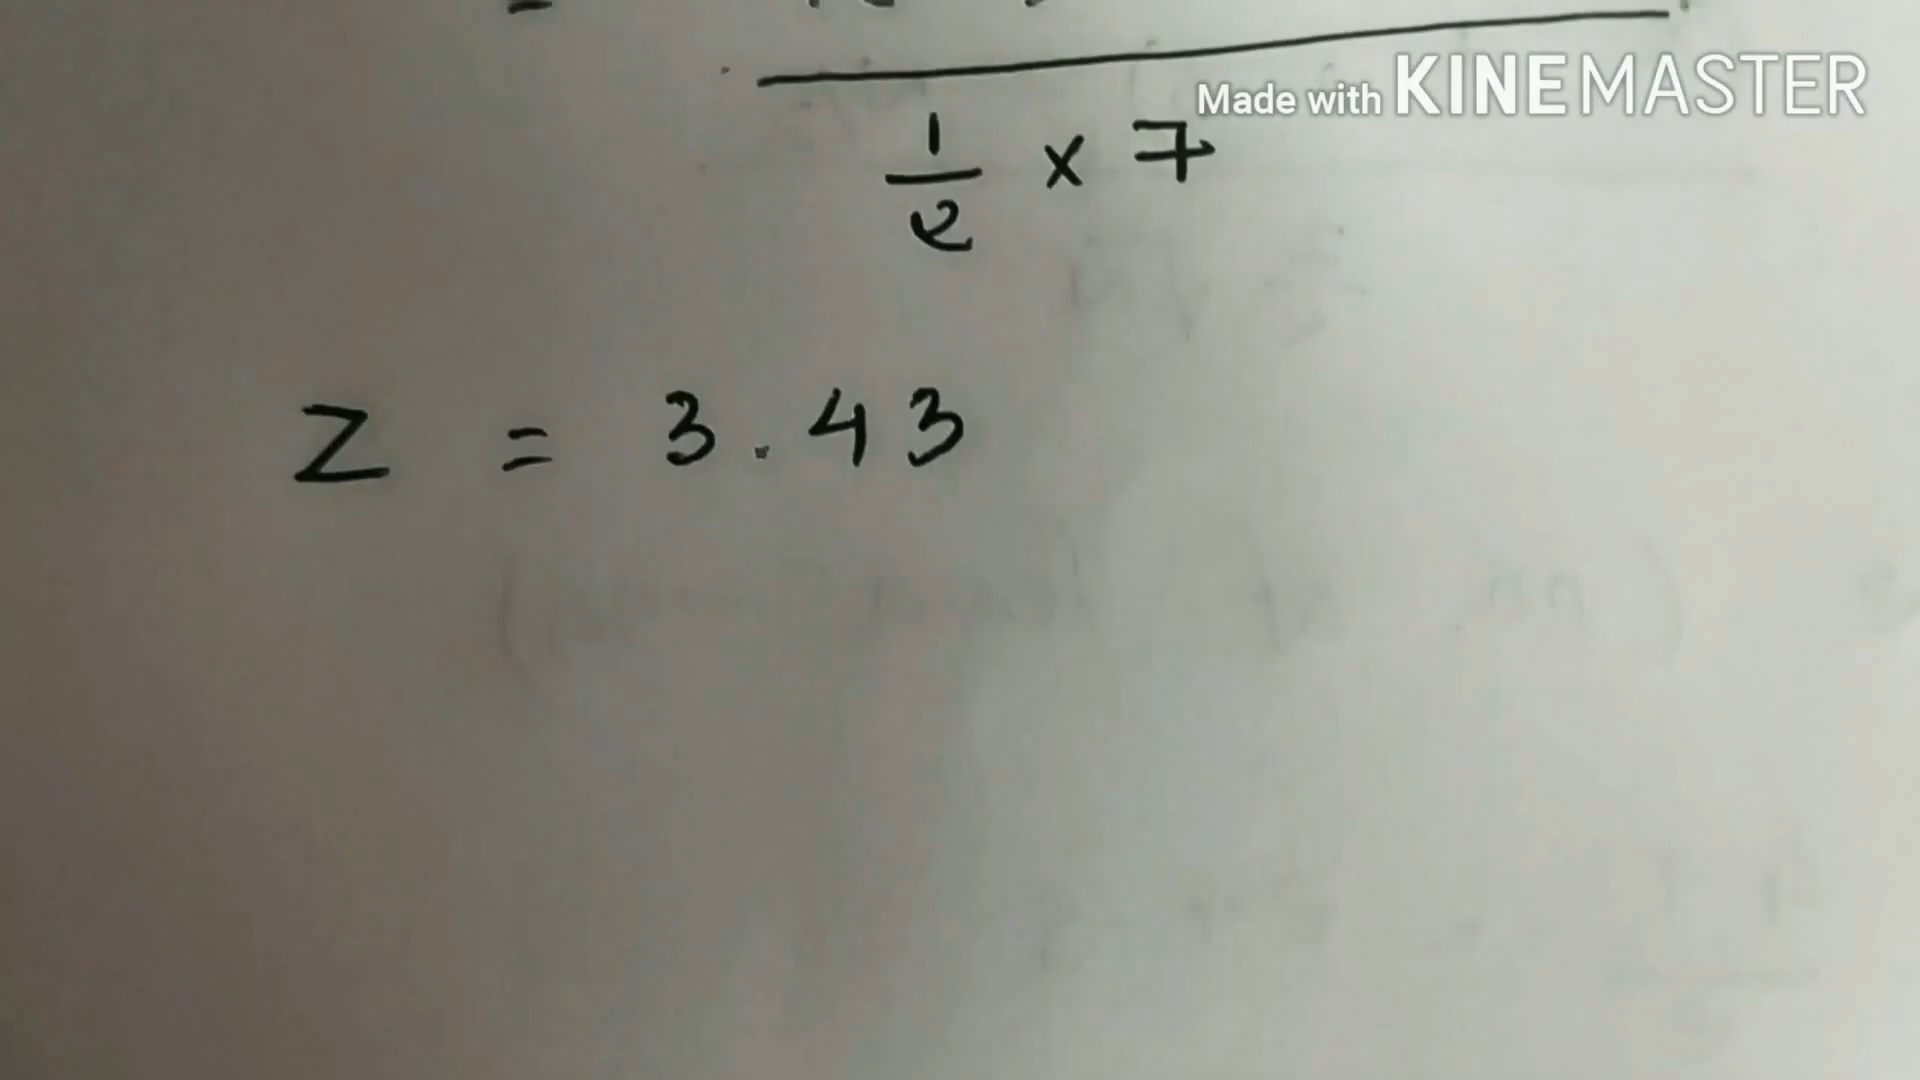 =
Made with KINEMASTER
1/2 × 7
Z = 3.43